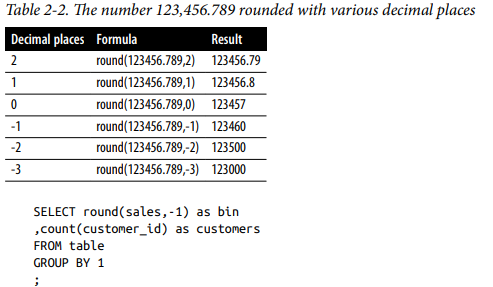 Table 2-2. The number 123,456.789 rounded with various decimal places
Decimal places Formula Result
2 round(123456.789,2) 123456.79
1 round(123456.789,1) 123456.8
0 round(123456.789,0) 123457
-1 round(123456.789,-1) 123460
-2 round(123456.789,-2) 123500
-3 round(123456.789,-3) 123000
SELECT round(sales,-1) as bin
,count(customer_id) as customers
FROM table
GROUP BY 1
;